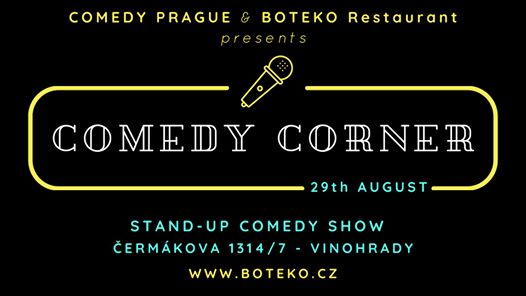 COMEDY PRAGUE & BOTEKO Restaurant
presents
COMEDY CORNER
29th AUGUST
STAND-UP COMEDY SHOW
ČERMÁKOVA 1314/7 - VINOHRADY
WWW.BOTEKO.CZ